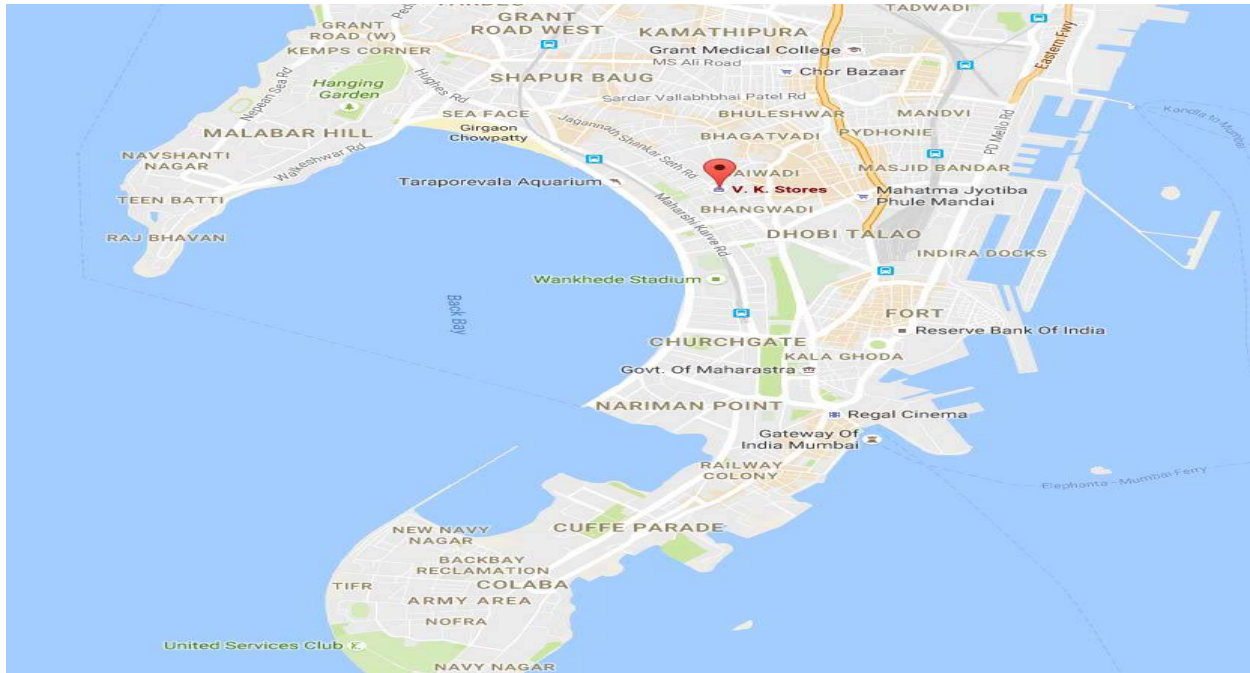 TADWADI
GRANT
ROAD WEST
GRANT
ROAD (W)
KAMATHIPURA
KEMPS CORNER
Grant Medical College
MS Ali Road
Eastern Fwy
Chor Bazaar
SHAPUR BAUG
Hanging
Garden
Hughes Rd
Nepean Sea Rd
Sardar Vallabhbhai Patel Rd
SEA FACE
BHULESHWAR
MANDVI
Girgaon
Chowpatty
Jagannath Shankar Seth Rd
MALABAR HILL
BHAGATVADI
PYDHONIE
PD Mello Rd
NAVSHANTI
NAGAR
Walkeshwar Rd
MASJID BANDAR
AIWADI
Taraporevala Aquarium
V. K. Stores
Mahatma Jyotiba
Phule Mandai
TEEN BATTI
Maharshi Karve Rd
BHANGWADI
RAJ BHAVAN
DHOBI TALAO
INDIRA DOCKS
Wankhede Stadium
Back Bay
FORT
Reserve Bank Of India
CHURCHGATE
KALA GHODA
Govt. Of Maharastra
NARIMAN POINT
Regal Cinema
Gateway Of
India Mumbai
RAILWAY
COLONY
Elephanta - Mumbai Ferry
CUFFE PARADE
NEW NAVY
NAGAR
BACKBAY
RECLAMATION
TIFR
COLABA
ARMY AREA
NOFRA
United Services Club
NAVY NAGAR